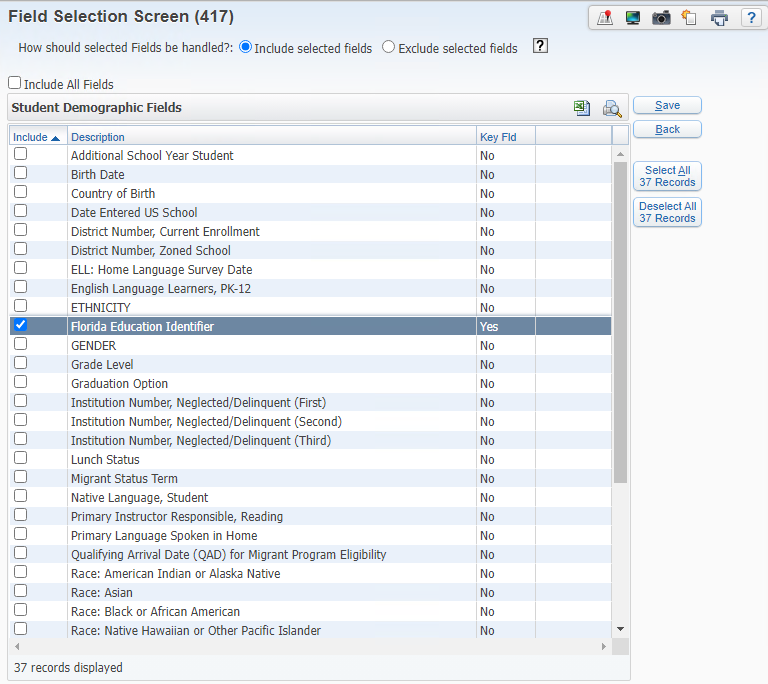 Field Selection Screen (417)
?
How should selected Fields be handled?: Include selected fields Exclude selected fields ?
Include All Fields
Student Demographic Fields
Save
Back
Select All
37 Records
Deselect All
37 Records
Include Description Key Fld
Additional School Year Student No
Birth Date No
Country of Birth No
Date Entered US School No
District Number, Current Enrollment No
District Number, Zoned School No
ELL: Home Language Survey Date No
English Language Learners, PK-12 No
ETHNICITY No
Florida Education Identifier Yes
GENDER No
Grade Level No
Graduation Option No
Institution Number, Neglected/Delinquent (First) No
Institution Number, Neglected/Delinquent (Second) No
Institution Number, Neglected/Delinquent (Third) No
Lunch Status No
Migrant Status Term No
Native Language, Student No
Primary Instructor Responsible, Reading No
Primary Language Spoken in Home No
Qualifying Arrival Date (QAD) for Migrant Program Eligibility No
Race: American Indian or Alaska Native No
Race: Asian No
Race: Black or African American No
Race: Native Hawaiian or Other Pacific Islander No
37 records displayed